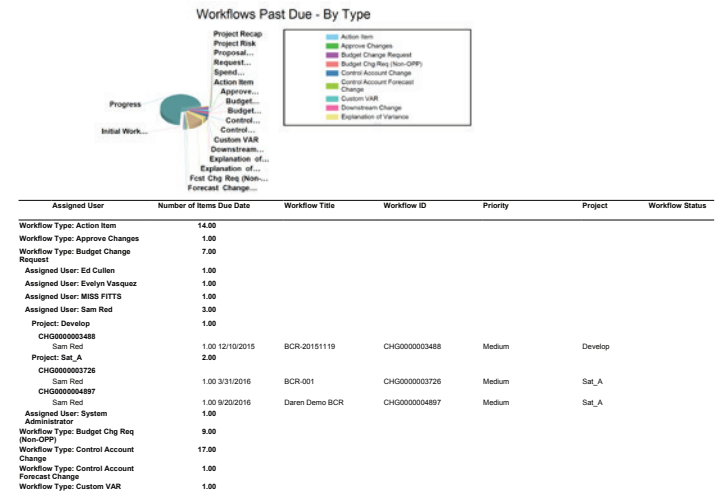 Workflows Past Due - By Type
Project Recap
Project Risk
Proposal...
Request...
Spend...
Action Item
Approve...
Budget...
Budget...
Control...
Control...
Custom VAR
Downstream...
Explanation of...
Explanation of...
Fcst Chg Req (Non-...
Forecast Change...
Progress
Initial Work...
Action Item
Approve Changes
Budget Change Request
Budget Chg Req (Non-OPP)
Control Account Change
Control Account Forecast
Change
Custom VAR
Downstream Change
Explanation of Variance
Assigned User Number of Items Due Date Workflow Title Workflow ID Priority Project Workflow Status
Workflow Type: Action Item 14.00
Workflow Type: Approve Changes 1.00
Workflow Type: Budget Change 7.00
Request
Assigned User: Ed Cullen 1.00
Assigned User: Evelyn Vasquez 1.00
Assigned User: MISS FITTS 1.00
Assigned User: Sam Red 3.00
Project: Develop 1.00
CHG0000003488
Sam Red 1.00 12/10/2015 BCR-20151119 CHG0000003488 Medium Develop
Project: Sat_A 2.00
CHG0000003726
Sam Red 1.00 3/31/2016 BCR-001 CHG0000003726 Medium Sat_A
CHG0000004897
Sam Red 1.00 9/20/2016 Daren Demo BCR CHG0000004897 Medium Sat_A
Assigned User: System 1.00
Administrator
Workflow Type: Budget Chg Req 9.00
(Non-OPP)
Workflow Type: Control Account 17.00
Change
Workflow Type: Control Account 1.00
Forecast Change
Workflow Type: Custom VAR 1.00